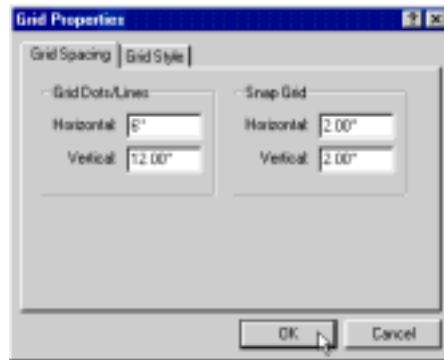 Grid Properties
Grid Spacing Grid Style
Grid Dots/Lines Snap Grid
Horizontal: 6" Horizontal: 2.00"
Vertical: 12.00" Vertical: 2.00"
OK Cancel